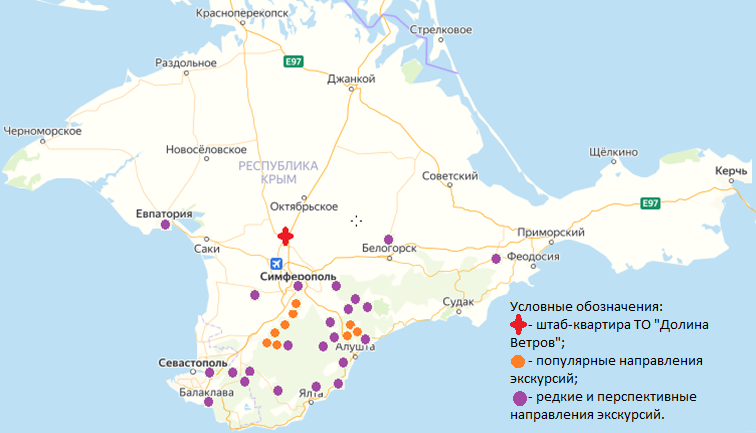 Красноперекопск
Стрелковое
E97
Раздольное
Джанкой
Черноморское
Новосёловское
Щёлкино
РЕСПУБЛИКА
КРЫМ
Советский
Керчь
Октябрьское
E97
Евпатория
Саки
Белогорск
Приморский
Феодосия
Симферополь
Судак
Алушта
Севастополь
Балаклава
Ялта
Условные обозначения:
- штаб-квартира ТО "Долина
Ветров";
- популярные направления
экскурсий;
- редкие и перспективные
направления экскурсий.